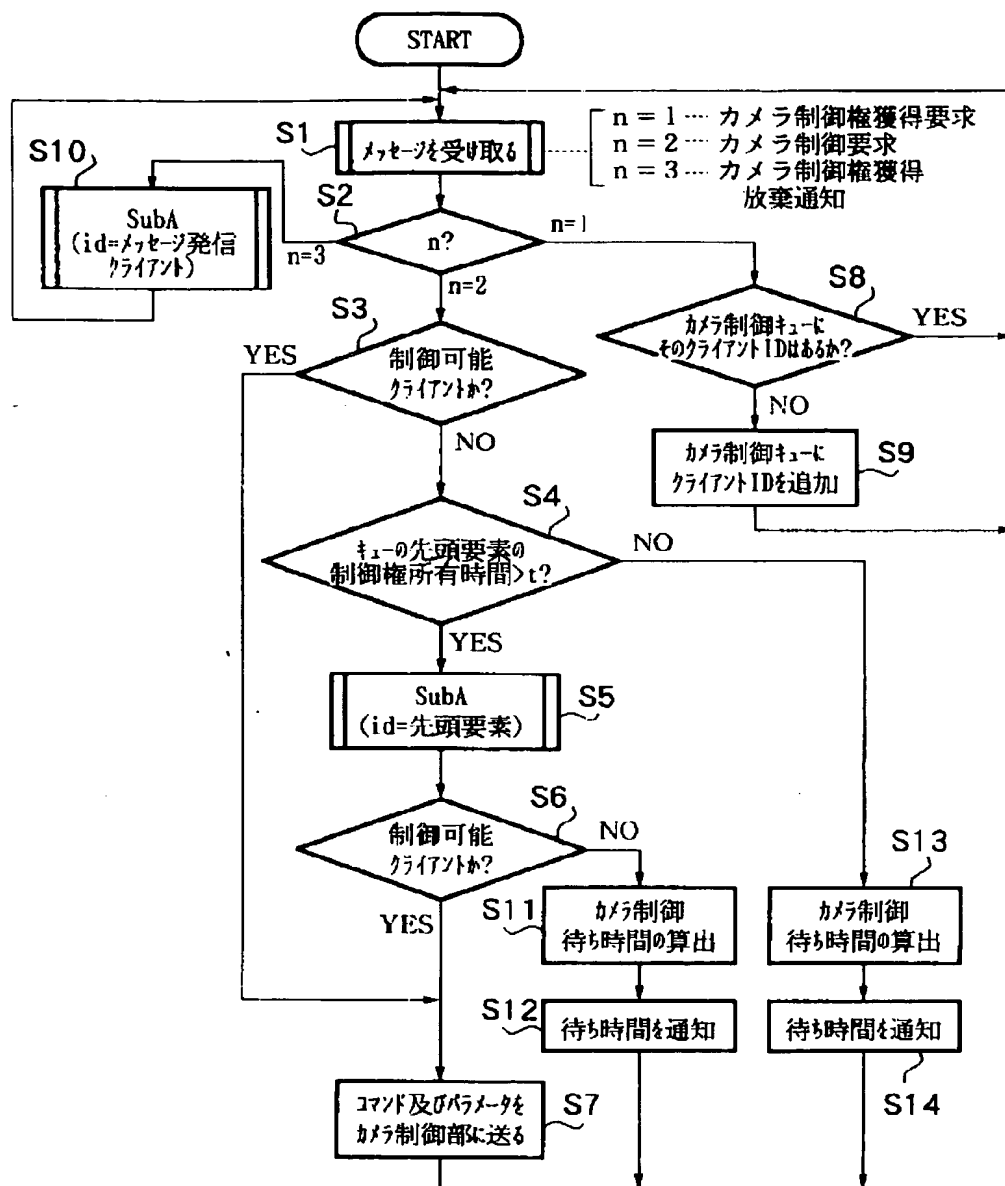 START
S1
メッセージを受け取る
n=1‥‥カメラ制御権獲得要求
n=2‥‥カメラ制御要求
n=3‥‥カメラ制御権獲得
放棄通知
S10
SubA
(id=メッセージ発信
クライアント)
S2
n?
n=1
n=3
n=2
S3
制御可能
クライアントか?
YES
NO
S8
カメラ制御キューに
そのクライアントIDはあるか?
YES
NO
S9
カメラ制御キューに
クライアントIDを追加
S4
キューの先頭要素の
制御権所有時間>t?
NO
YES
SubA
(id=先頭要素)
S5
S6
制御可能
クライアントか?
NO
YES
S11
カメラ制御
待ち時間の算出
S13
カメラ制御
待ち時間の算出
S12
待ち時間を通知
待ち時間を通知
S14
コマンド及びパラメータを
カメラ制御部に送る
S7